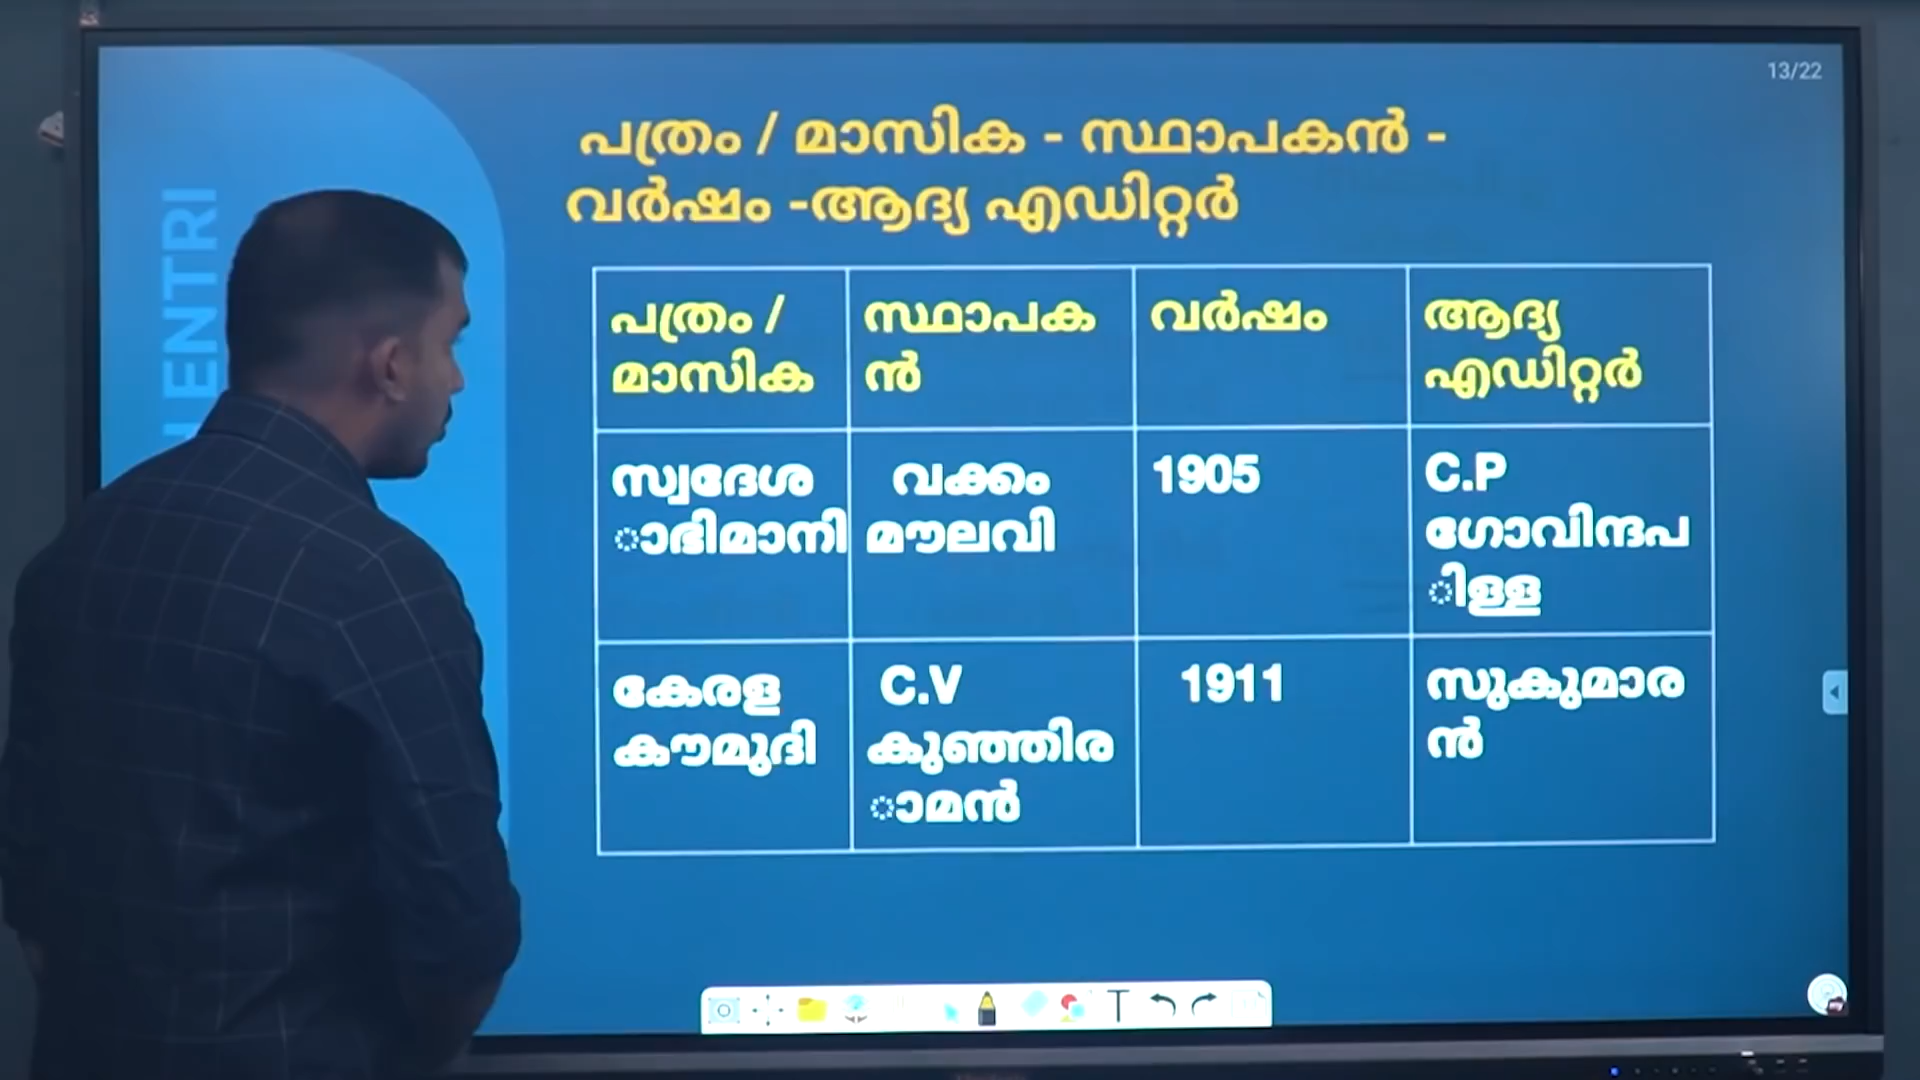 13/22
പത്രം / മാസിക - സ്ഥാപകൻ -
വർഷം -ആദ്യ എഡിറ്റർ
ENTRI
പത്രം /
മാസിക
സ്ഥാപക
ൻ
വർഷം
ആദ്യ
എഡിറ്റർ
സ്വദേശ
ാഭിമാനി
വക്കം
മൗലവി
1905
C.P
ഗോവിന്ദപ
ിള്ള
കേരള
കൗമുദി
C.V
കുഞ്ഞിര
ാമൻ
1911
സുകുമാര
ൻ
T